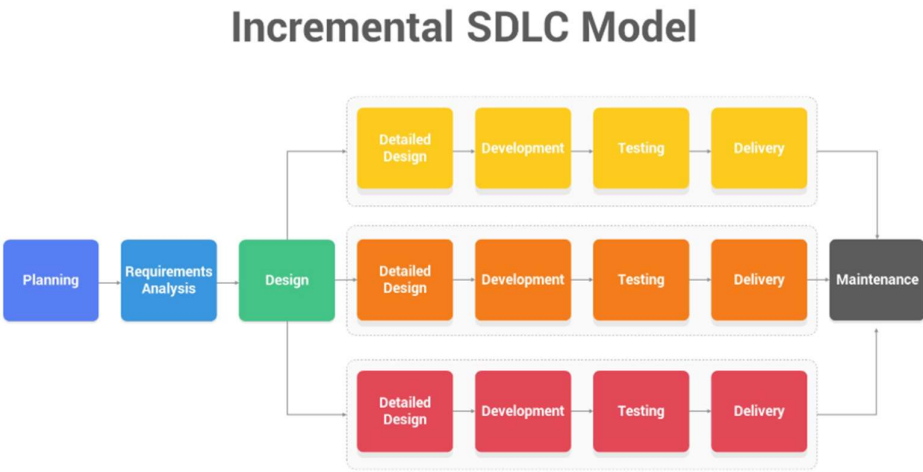 Incremental SDLC Model
Detailed
Design
Development
Testing
Delivery
Planning
Requirements
Analysis
Design
Detailed
Design
Development
Testing
Delivery
Maintenance
Detailed
Design
Development
Testing
Delivery